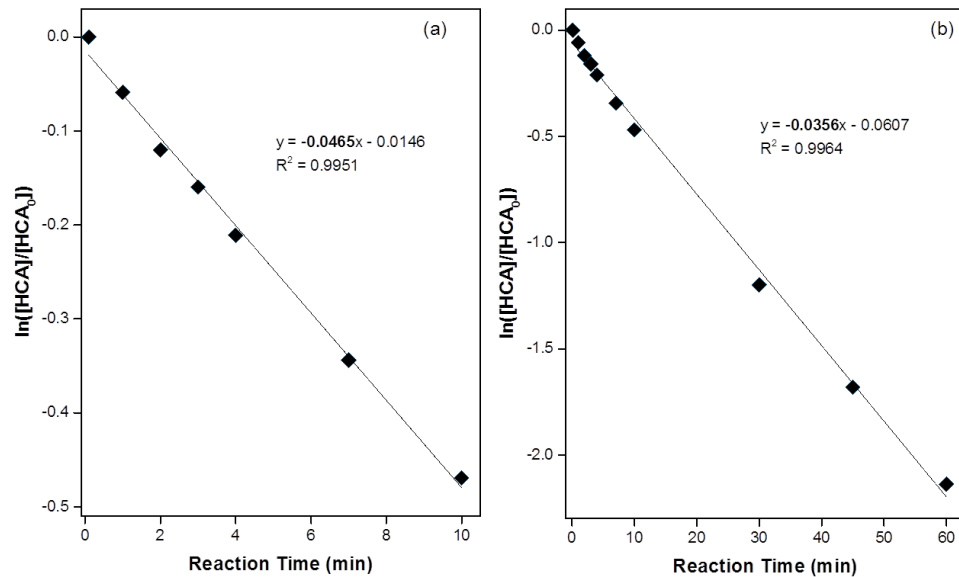 (a)
0.0
-0.1
-0.2
-0.3
-0.4
-0.5
ln([HCA]/[HCA₀])
y = -0.0465x - 0.0146
R² = 0.9951
0 2 4 6 8 10
Reaction Time (min)
(b)
0.0
-0.5
-1.0
-1.5
-2.0
ln([HCA]/[HCA₀])
y = -0.0356x - 0.0607
R² = 0.9964
0 10 20 30 40 50 60
Reaction Time (min)